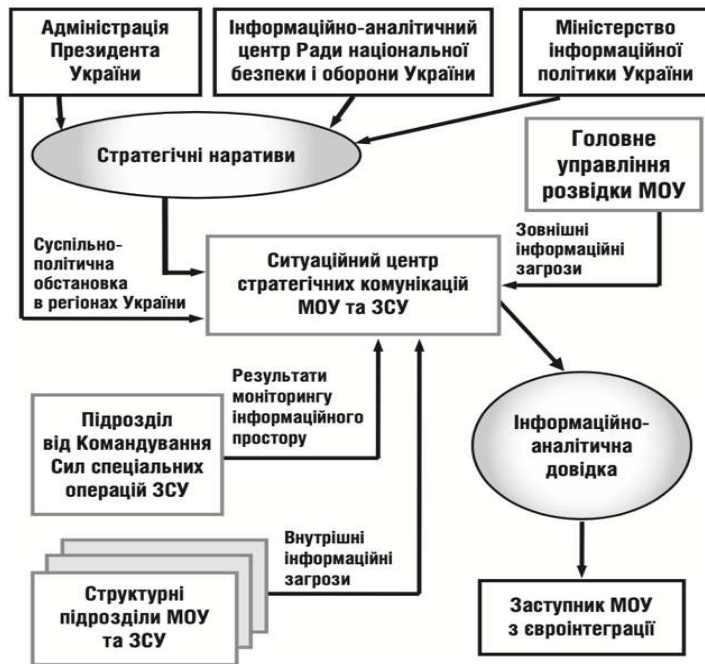 Адміністрація
Президента
України
Інформаційно-аналітичний
центр Ради національної
безпеки і оборони України
Міністерство
інформаційної
політики України
Стратегічні наративи
Головне
управління
розвідки МОУ
Суспільно-
політична
обстановка
в регіонах України
Ситуаційний центр
стратегічних комунікацій
МОУ та ЗСУ
Зовнішні
інформаційні
загрози
Підрозділ
від Командування
Сил спеціальних
операцій ЗСУ
Результати
моніторингу
інформаційного
простору
Інформаційно-
аналітична
довідка
Структурні
підрозділи МОУ
та ЗСУ
Внутрішні
інформаційні
загрози
Заступник МОУ
з євроінтеграції